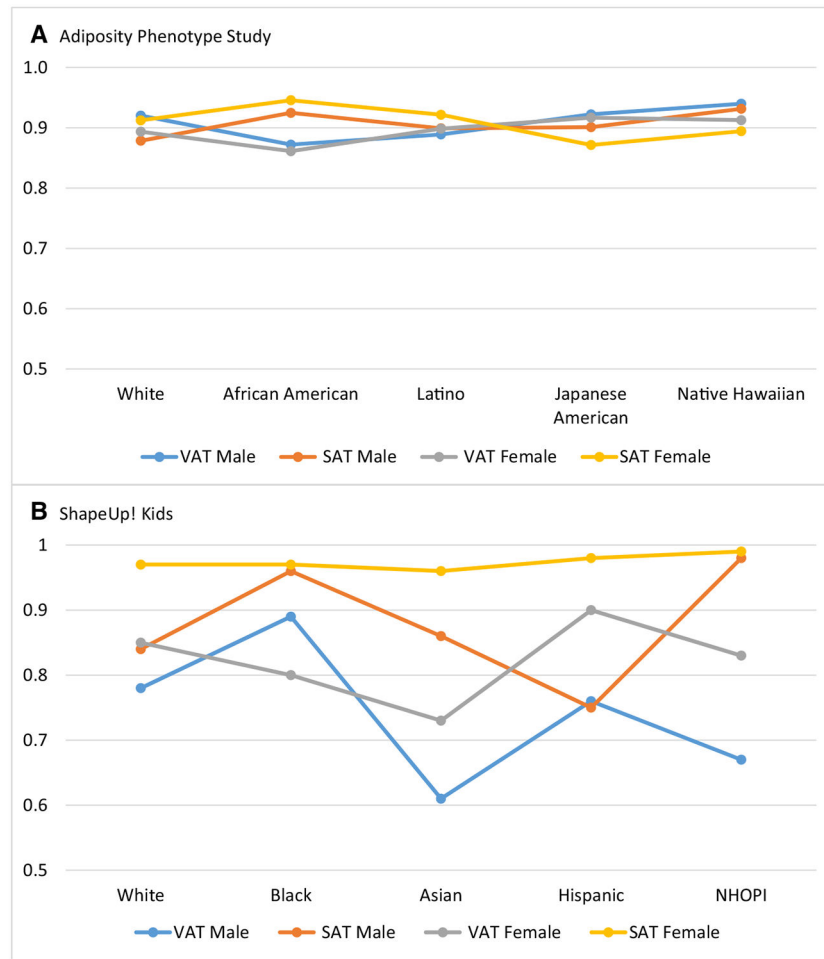 A Adiposity Phenotype Study
1.0
0.9
0.8
0.7
0.6
0.5
White African American Latino Japanese American Native Hawaiian
VAT Male SAT Male VAT Female SAT Female
B ShapeUp! Kids
1
0.9
0.8
0.7
0.6
0.5
White Black Asian Hispanic NHOPI
VAT Male SAT Male VAT Female SAT Female